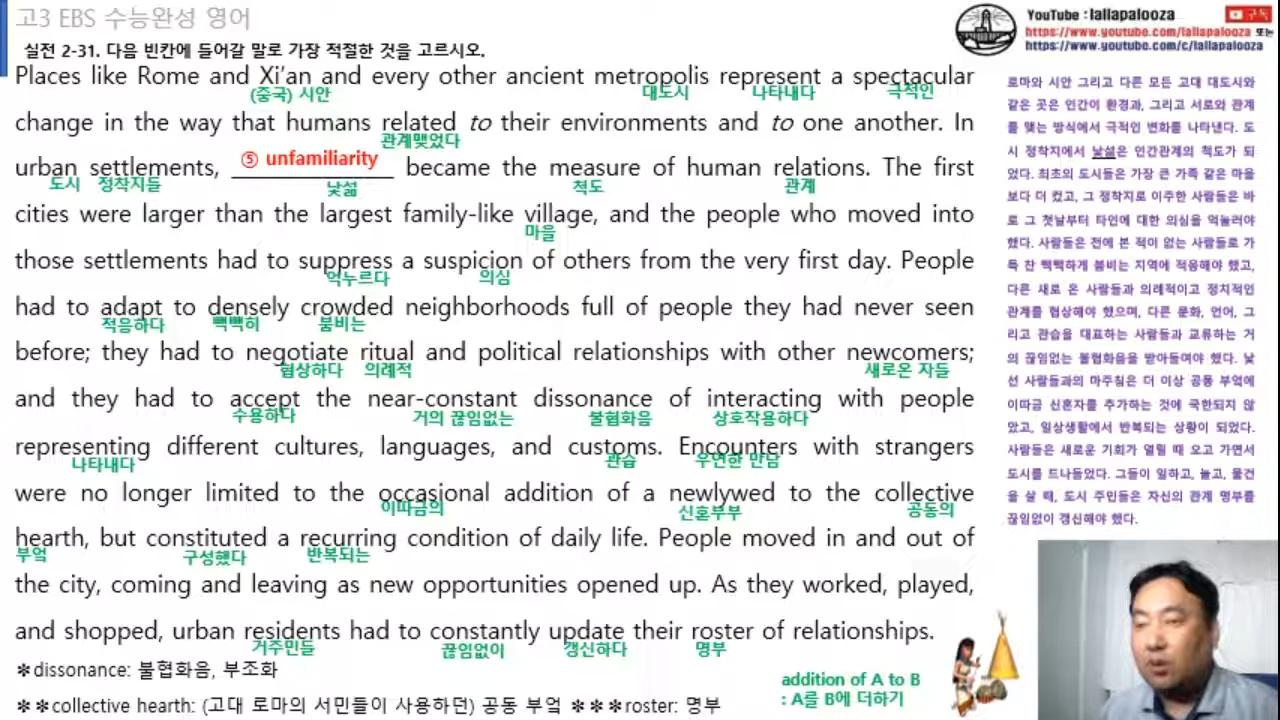 고3 EBS 수능완성 영어
실전 2-31. 다음 빈칸에 들어갈 말로 가장 적절한 것을 고르시오.
YouTube : lallapalooza
구독
https://www.youtube.com/lallapalooza 또는
https://www.youtube.com/c/lallapalooza
Places like Rome and Xi'an and every other ancient metropolis represent a spectacular
(중국) 시안 대도시 나타내다 극적인
change in the way that humans related to their environments and to one another. In
관계맺었다
urban settlements, ⑤ unfamiliarity became the measure of human relations. The first
도시 정착지들 낯섦 척도 관계
cities were larger than the largest family-like village, and the people who moved into
마을
those settlements had to suppress a suspicion of others from the very first day. People
억누르다 의심
had to adapt to densely crowded neighborhoods full of people they had never seen
적응하다 빽빽히 붐비는
before; they had to negotiate ritual and political relationships with other newcomers;
협상하다 의례적 새로온 자들
and they had to accept the near-constant dissonance of interacting with people
수용하다 거의 끊임없는 불협화음 상호작용하다
representing different cultures, languages, and customs. Encounters with strangers
나타내다 관습 우연한 만남
were no longer limited to the occasional addition of a newlywed to the collective
이따금의 신혼부부 공동의
hearth, but constituted a recurring condition of daily life. People moved in and out of
부엌 구성했다 반복되는
the city, coming and leaving as new opportunities opened up. As they worked, played,
and shopped, urban residents had to constantly update their roster of relationships.
거주민들 끊임없이 갱신하다 명부
＊dissonance: 불협화음, 부조화
＊＊collective hearth: (고대 로마의 서민들이 사용하던) 공동 부엌 ＊＊＊roster: 명부
addition of A to B
: A를 B에 더하기
로마와 시안 그리고 다른 모든 고대 대도시와
같은 곳은 인간이 환경과, 그리고 서로와 관계
를 맺는 방식에서 극적인 변화를 나타낸다. 도
시 정착지에서 낯섦은 인간관계의 척도가 되
었다. 최초의 도시들은 가장 큰 가족 같은 마을
보다 더 컸고, 그 정착지로 이주한 사람들은 바
로 그 첫날부터 타인에 대한 의심을 억눌러야
했다. 사람들은 전에 본 적이 없는 사람들로 가
득 찬 빽빽하게 붐비는 지역에 적응해야 했고,
다른 새로 온 사람들과 의례적이고 정치적인
관계를 협상해야 했으며, 다른 문화, 언어, 그
리고 관습을 대표하는 사람들과 교류하는 거
의 끊임없는 불협화음을 받아들여야 했다. 낯
선 사람들과의 마주침은 더 이상 공동 부엌에
이따금 신혼자를 추가하는 것에 국한되지 않
았고, 일상생활에서 반복되는 상황이 되었다.
사람들은 새로운 기회가 열릴 때 오고 가면서
도시를 드나들었다. 그들이 일하고, 놀고, 물건
을 살 때, 도시 주민들은 자신의 관계 명부를
끊임없이 갱신해야 했다.